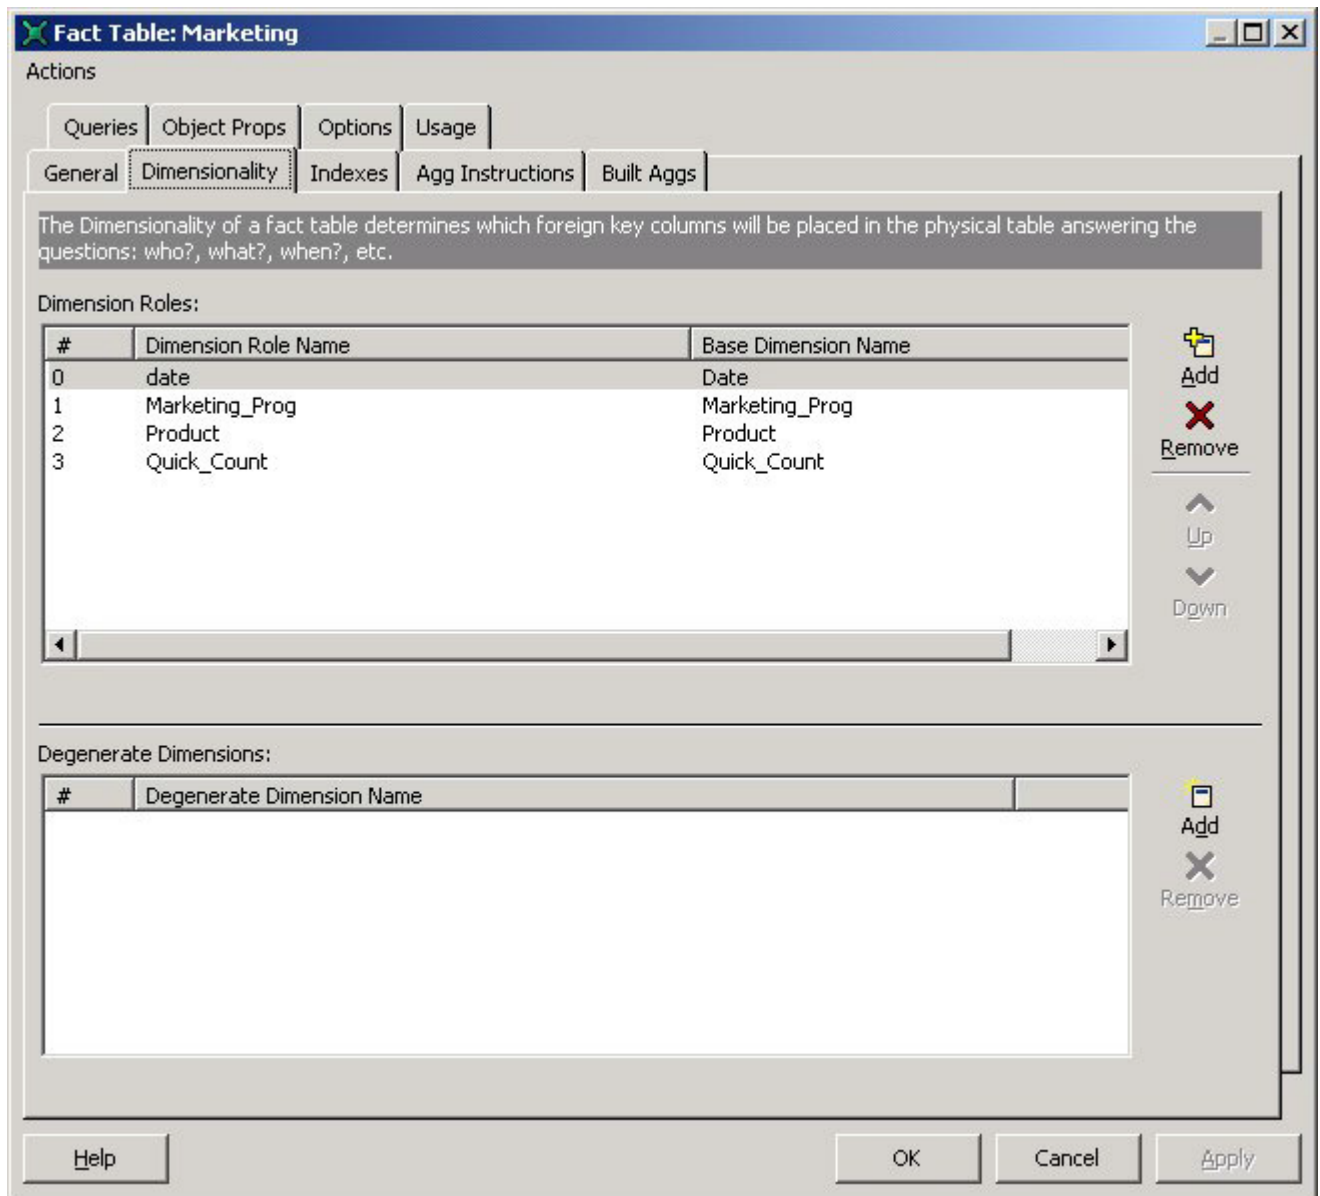 Fact Table: Marketing
Actions
Queries Object Props Options Usage
General Dimensionality Indexes Agg Instructions Built Aggs
The Dimensionality of a fact table determines which foreign key columns will be placed in the physical table answering the
questions: who?, what?, when?, etc.
Dimension Roles:
# Dimension Role Name Base Dimension Name
0 date Date
1 Marketing_Prog Marketing_Prog
2 Product Product
3 Quick_Count Quick_Count
Add
Remove
Up
Down
Degenerate Dimensions:
# Degenerate Dimension Name
Add
Remove
Help OK Cancel Apply